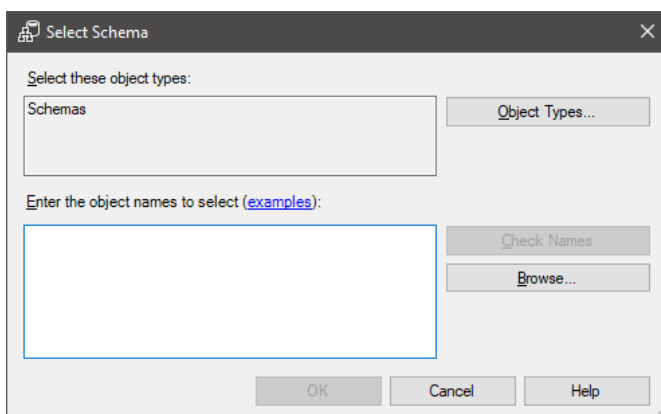 Select Schema
Select these object types:
Schemas
Object Types...
Enter the object names to select (examples):
Check Names
Browse...
OK
Cancel
Help